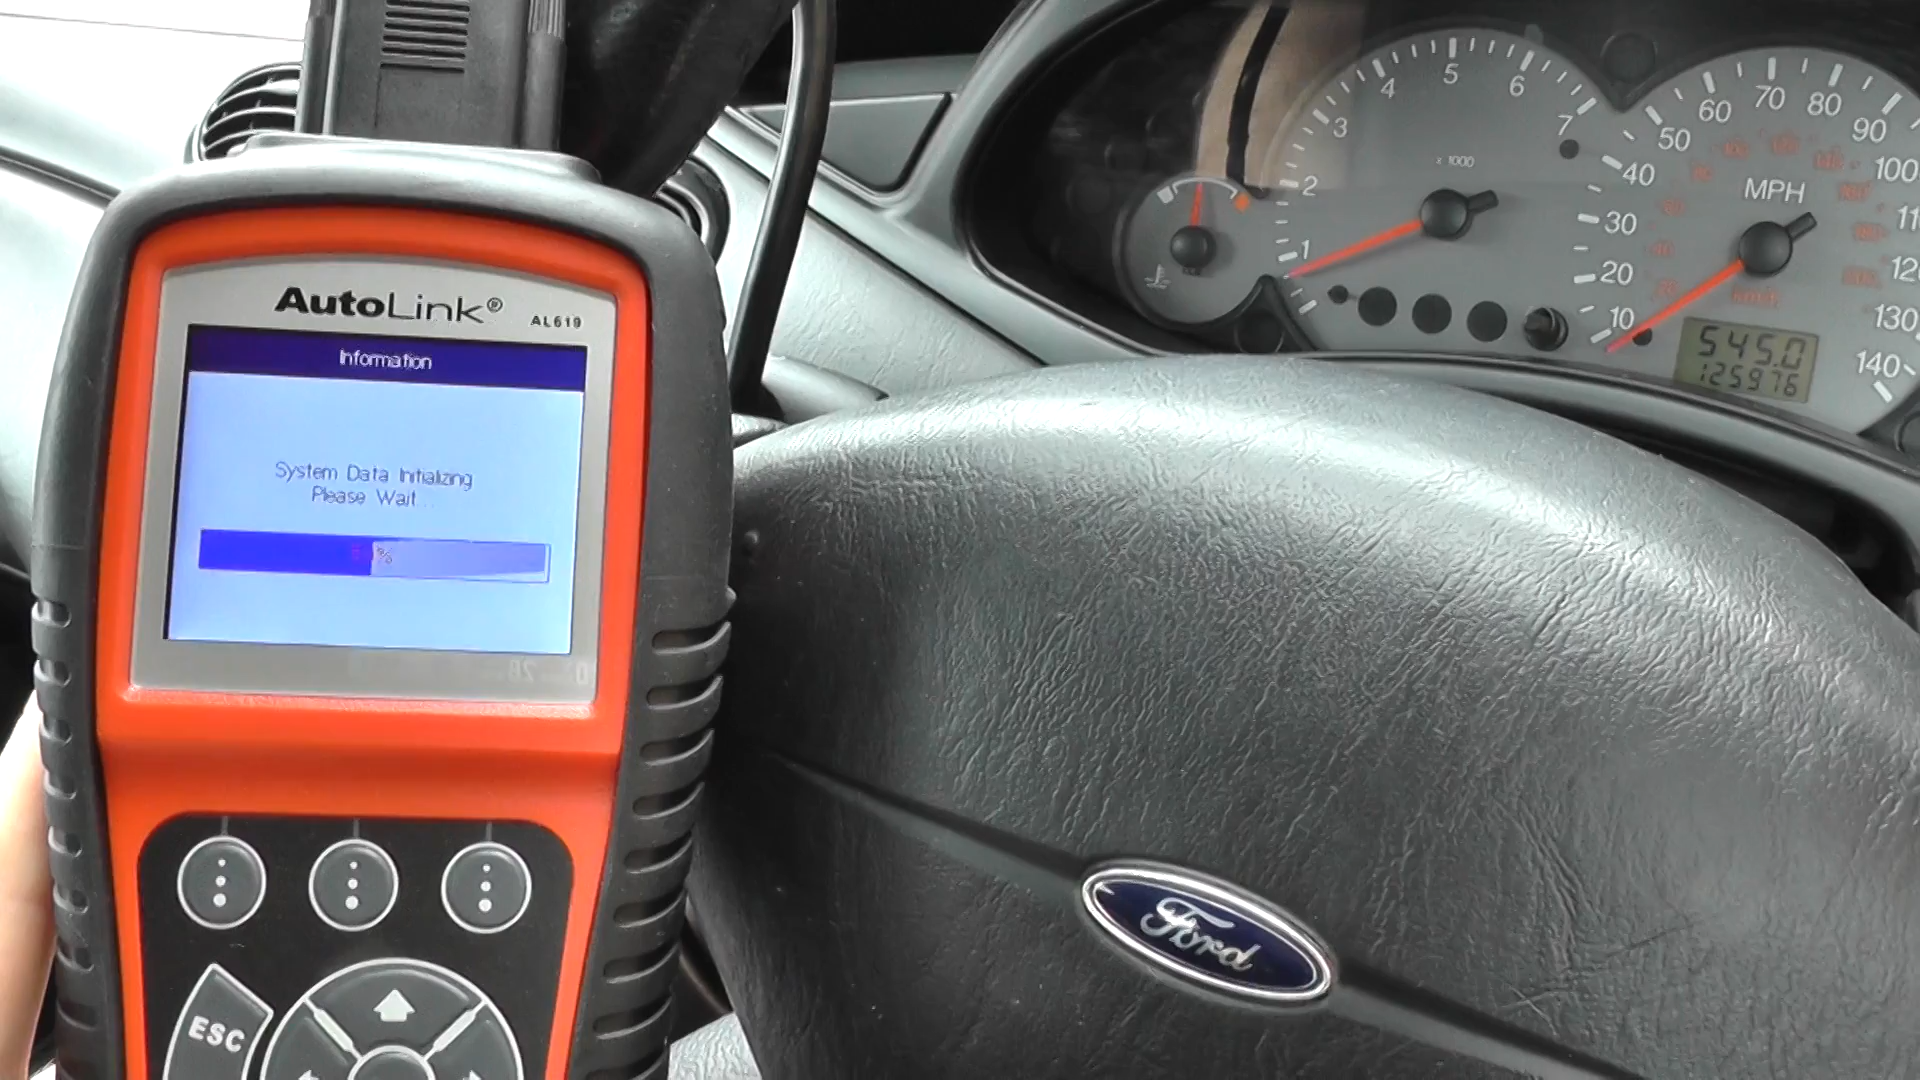 AutoLink®
AL619
Information
System Data Initializing
Please Wait...
%
ESC
1
2
3
4
5
6
7
x 1000
10
20
30
40
50
60
70
80
90
100
130
140
MPH
km/h
545.0
125976
Ford